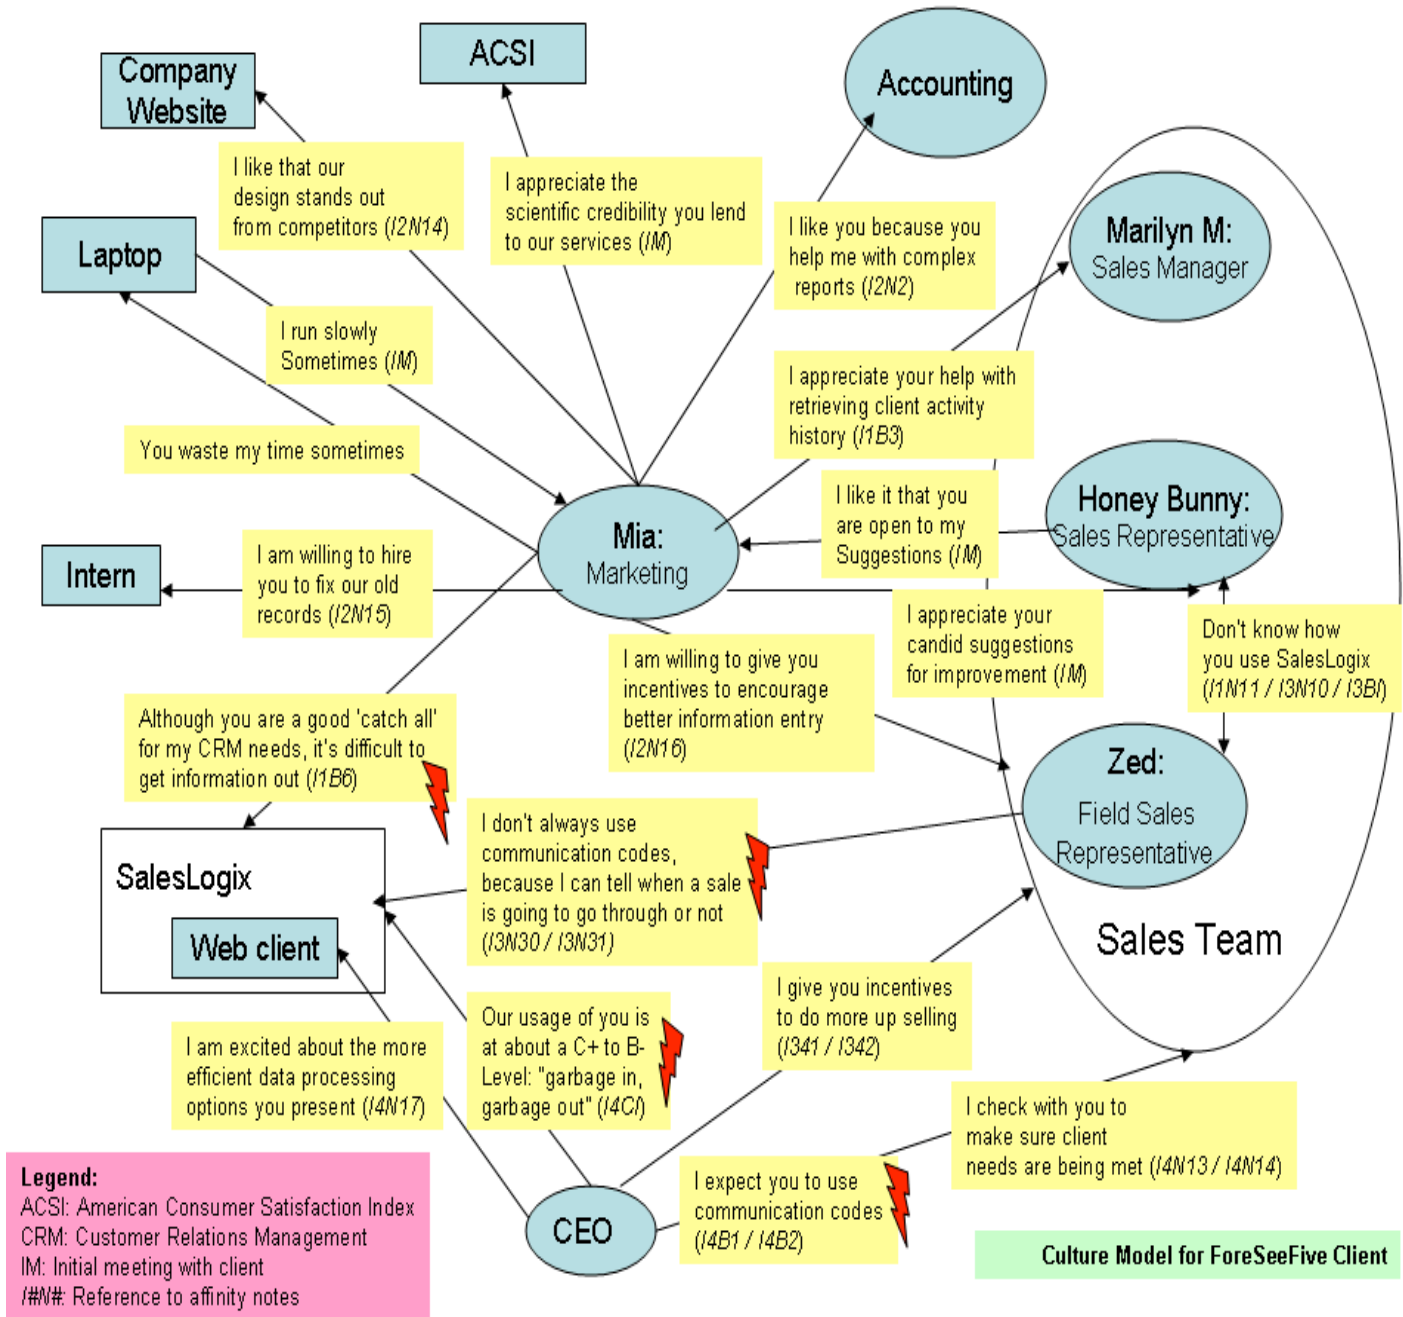 Company
Website
ACSI
Accounting
I like that our
design stands out
from competitors (I2N14)
I appreciate the
scientific credibility you lend
to our services (IM)
I like you because you
help me with complex
reports (I2N2)
Marilyn M:
Sales Manager
Laptop
I run slowly
Sometimes (IM)
I appreciate your help with
retrieving client activity
history (I1B3)
You waste my time sometimes
I like it that you
are open to my
Suggestions (IM)
Honey Bunny:
Sales Representative
Mia:
Marketing
Intern
I am willing to hire
you to fix our old
records (I2N15)
I appreciate your
candid suggestions
for improvement (IM)
Don't know how
you use SalesLogix
(I1N11 / I3N10 / I3BI)
I am willing to give you
incentives to encourage
better information entry
(I2N16)
Although you are a good 'catch all'
for my CRM needs, it's difficult to
get information out (I1B6)
Zed:
Field Sales
Representative
I don't always use
communication codes,
because I can tell when a sale
is going to go through or not
(I3N30 / I3N31)
SalesLogix
Web client
Sales Team
I give you incentives
to do more up selling
(I341 / I342)
Our usage of you is
at about a C+ to B-
Level: "garbage in,
garbage out" (I4CI)
I am excited about the more
efficient data processing
options you present (I4N17)
I check with you to
make sure client
needs are being met (I4N13 / I4N14)
I expect you to use
communication codes
(I4B1 / I4B2)
CEO
Legend:
ACSI: American Consumer Satisfaction Index
CRM: Customer Relations Management
IM: Initial meeting with client
I#N#: Reference to affinity notes
Culture Model for ForeSeeFive Client